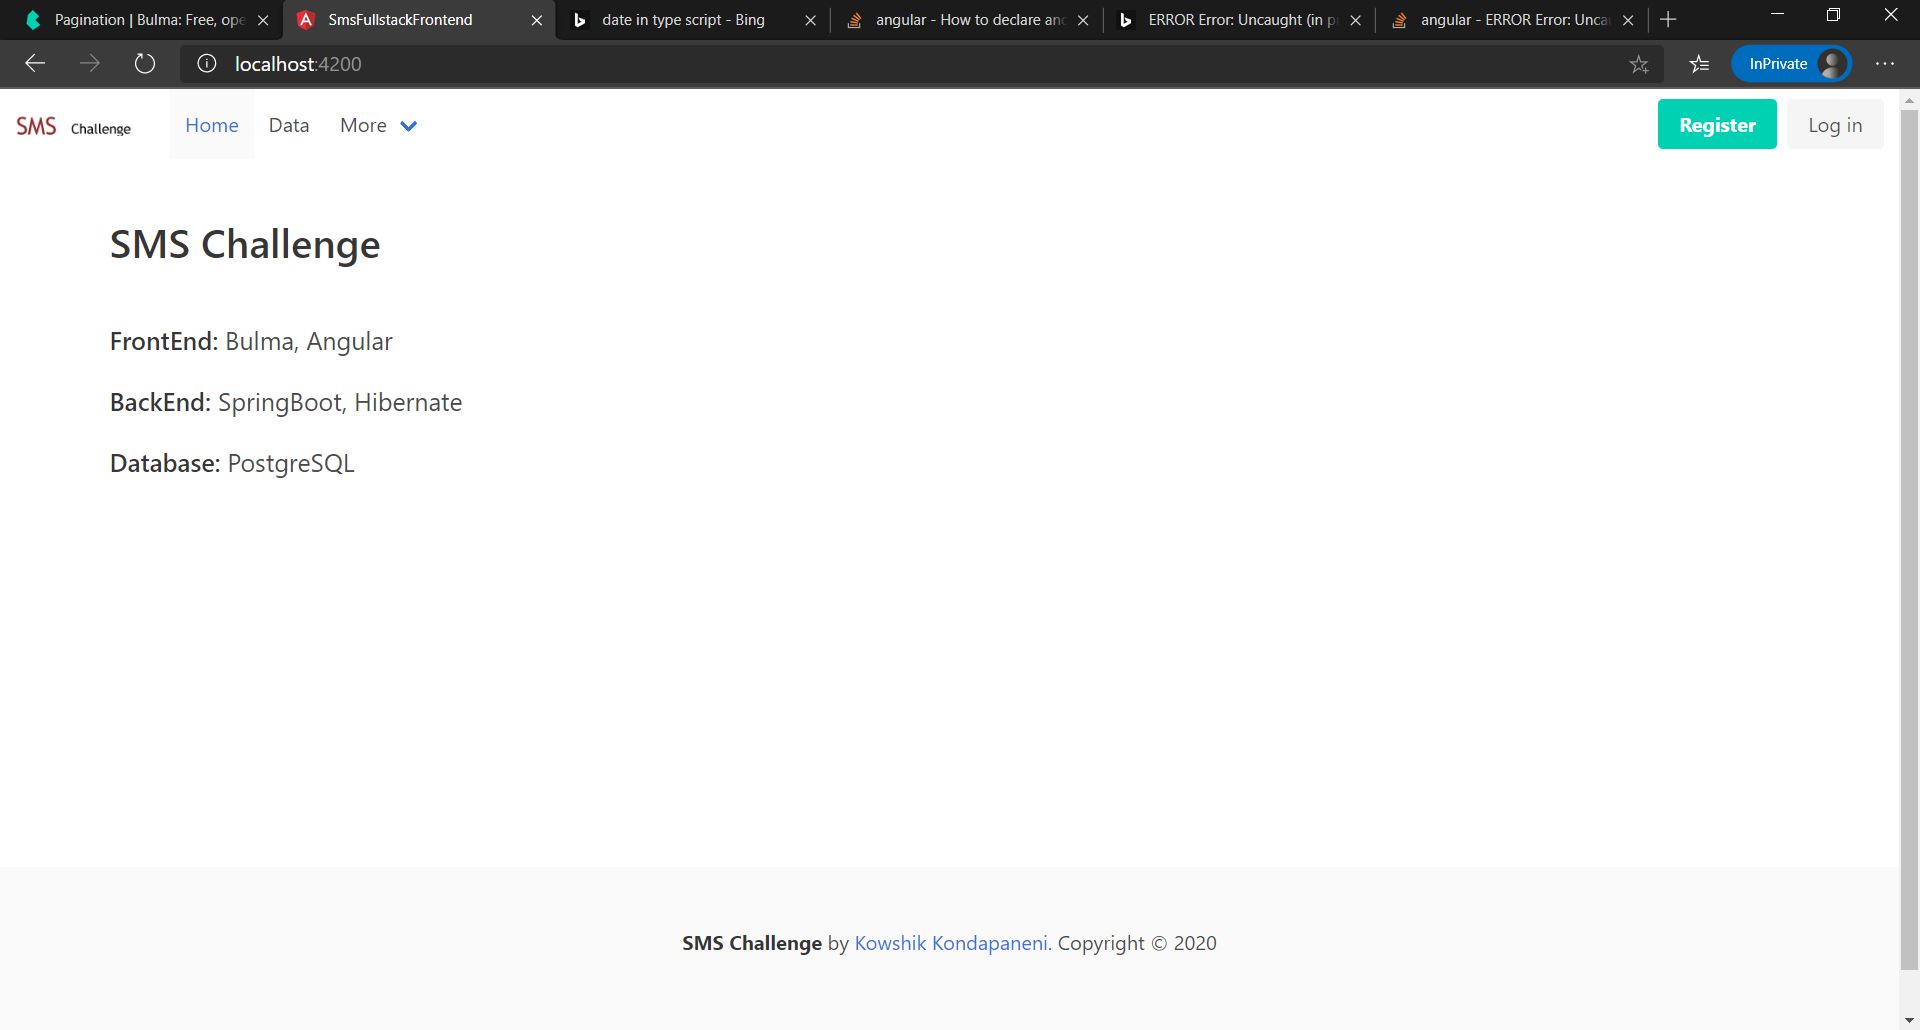 Pagination | Bulma: Free, ope
SmsFullstackFrontend
date in type script - Bing
angular - How to declare an
ERROR Error: Uncaught (in p
angular - ERROR Error: Unca
localhost:4200
InPrivate
SMS Challenge
Home
Data
More
Register
Log in
SMS Challenge
FrontEnd: Bulma, Angular
BackEnd: SpringBoot, Hibernate
Database: PostgreSQL
SMS Challenge by Kowshik Kondapaneni. Copyright © 2020